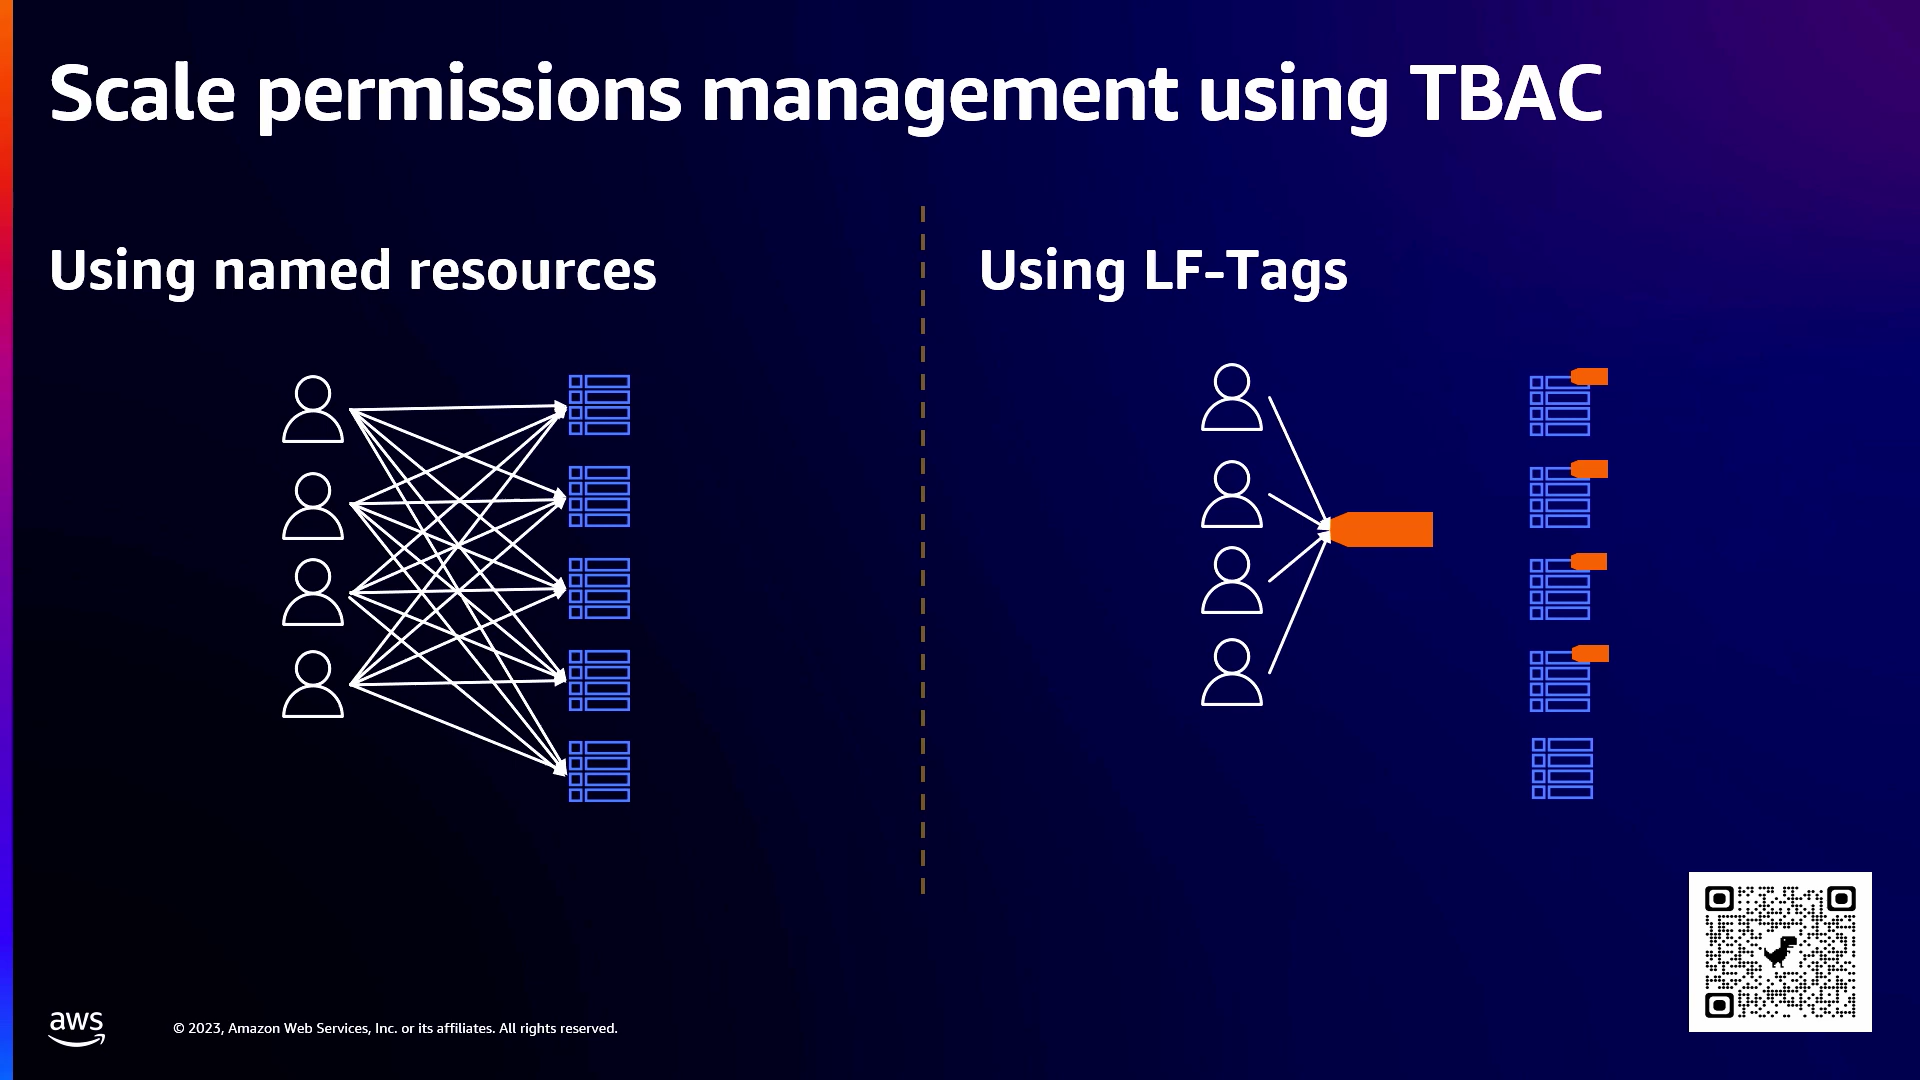 Scale permissions management using TBAC
Using named resources
Using LF-Tags
aws
© 2023, Amazon Web Services, Inc. or its affiliates. All rights reserved.